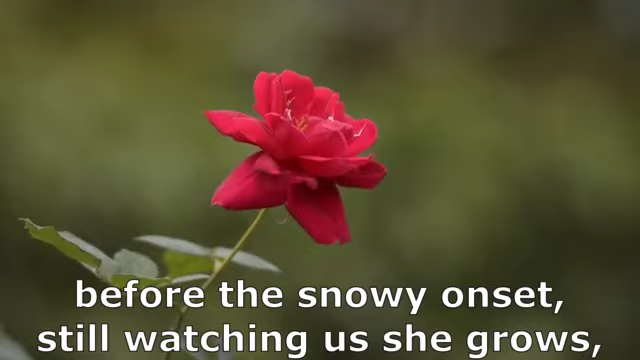 before the snowy onset,
still watching us she grows,